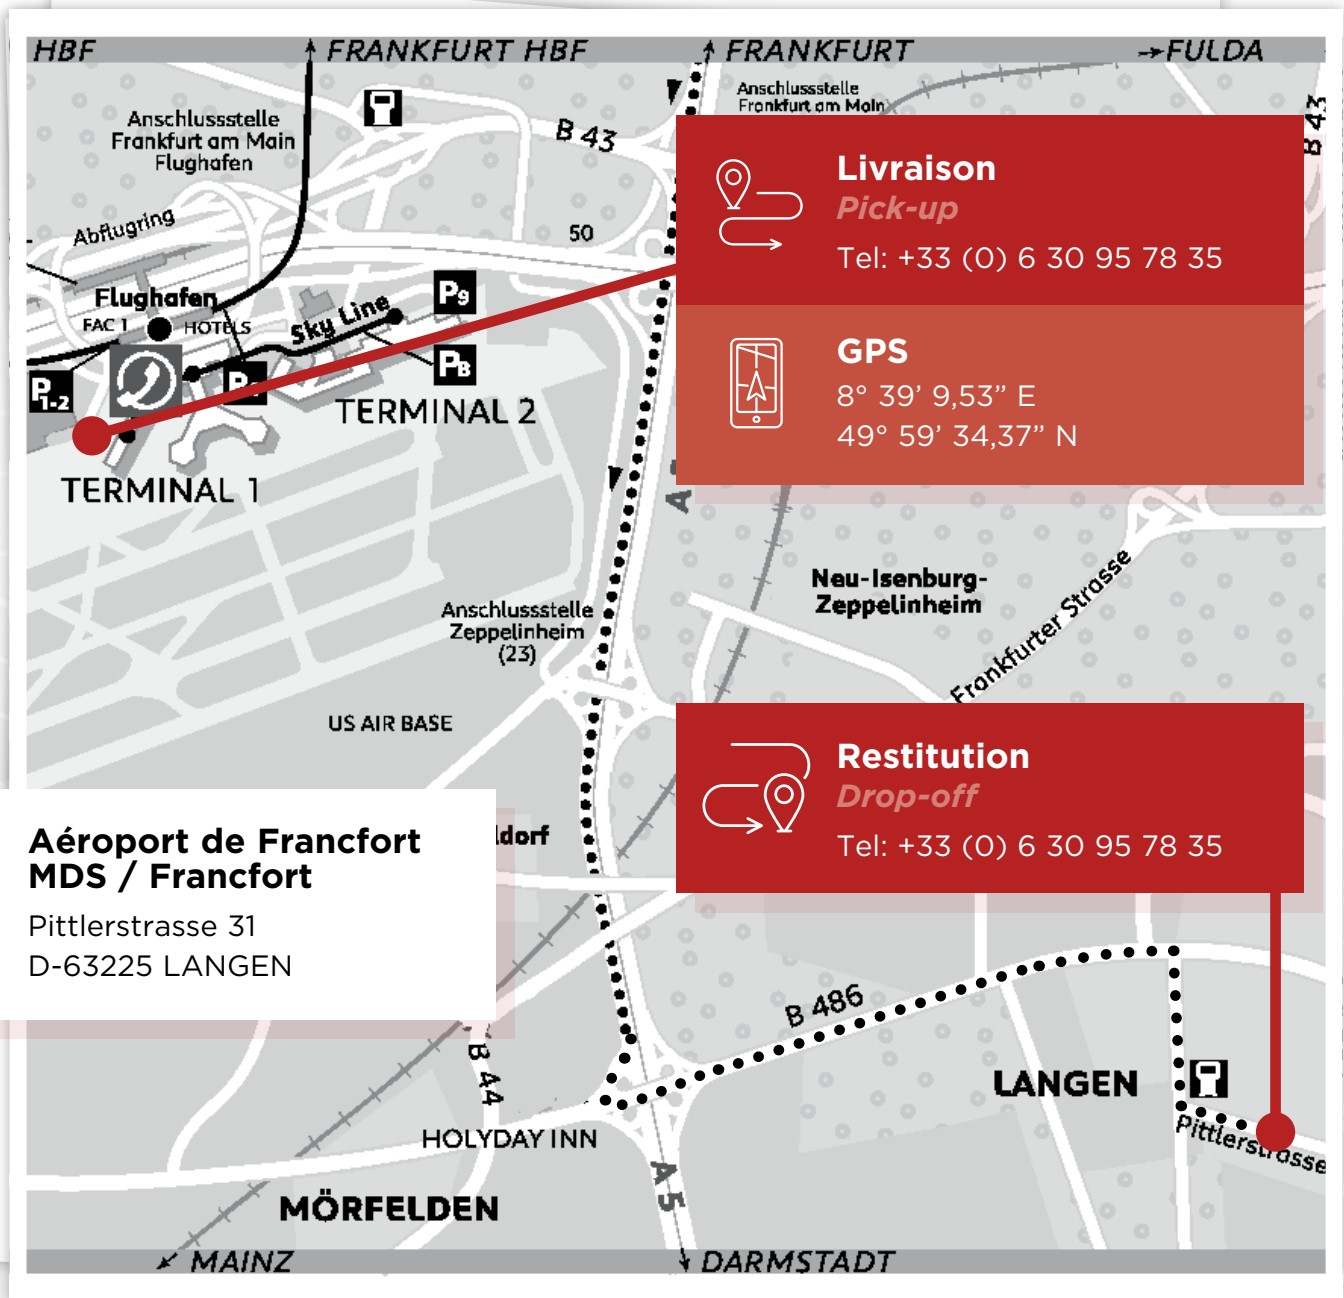 HBF
FRANKFURT HBF
FRANKFURT
FULDA
Anschlussstelle
Frankfurt am Main
Flughafen
B 43
Anschlussstelle
Frankfurt am Main
B 43
Livraison
Pick-up
Tel: +33 (0) 6 30 95 78 35
GPS
8° 39’ 9,53” E
49° 59’ 34,37” N
Abflugring
50
Flughafen
FAC 1
HOTELS
Sky Line
P9
P8
P1-2
TERMINAL 2
TERMINAL 1
A
Neu-Isenburg-
Zeppelinheim
Frankfurter Strasse
Anschlussstelle
Zeppelinheim
(23)
US AIR BASE
Restitution
Drop-off
Tel: +33 (0) 6 30 95 78 35
ldorf
Aéroport de Francfort
MDS / Francfort
Pittlerstrasse 31
D-63225 LANGEN
B 486
B 44
LANGEN
Pittlerstrasse
HOLYDAY INN
A 5
MÖRFELDEN
MAINZ
DARMSTADT